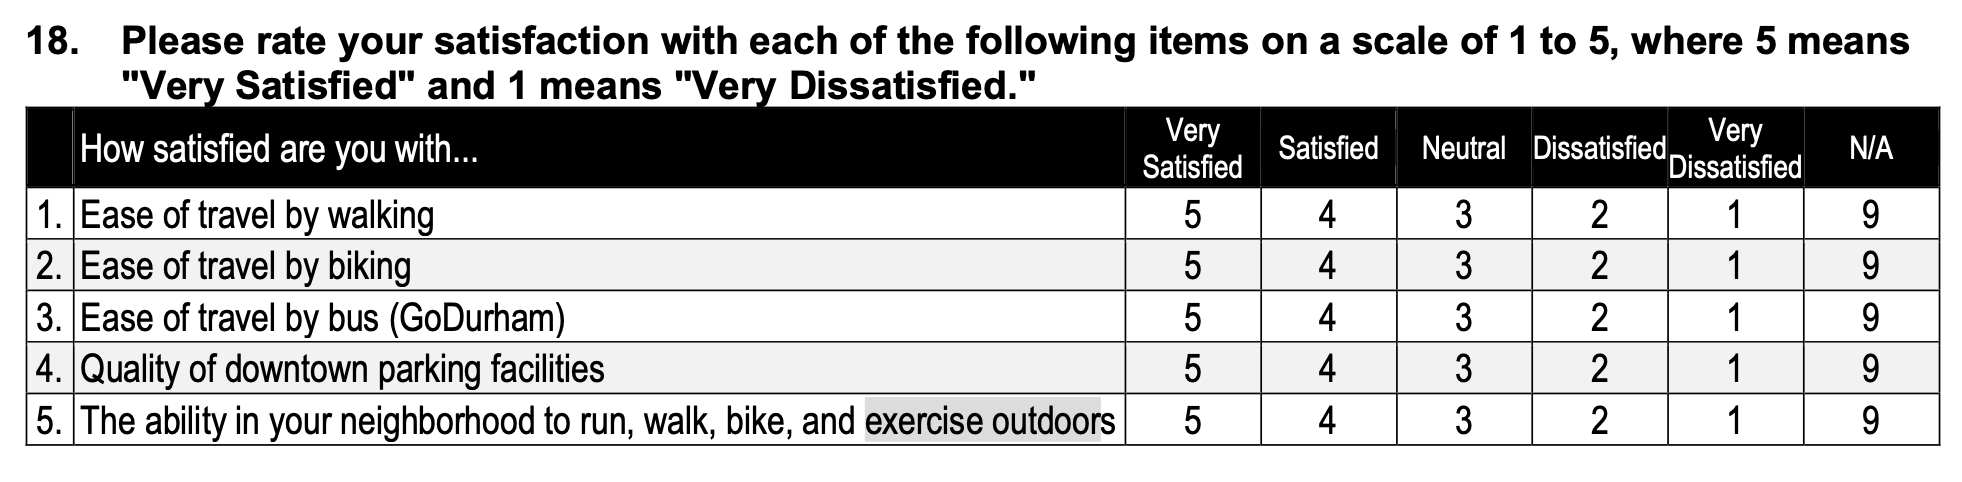 18. Please rate your satisfaction with each of the following items on a scale of 1 to 5, where 5 means
"Very Satisfied" and 1 means "Very Dissatisfied."
How satisfied are you with... Very Satisfied Satisfied Neutral Dissatisfied Very Dissatisfied N/A
1. Ease of travel by walking 5 4 3 2 1 9
2. Ease of travel by biking 5 4 3 2 1 9
3. Ease of travel by bus (GoDurham) 5 4 3 2 1 9
4. Quality of downtown parking facilities 5 4 3 2 1 9
5. The ability in your neighborhood to run, walk, bike, and exercise outdoors 5 4 3 2 1 9